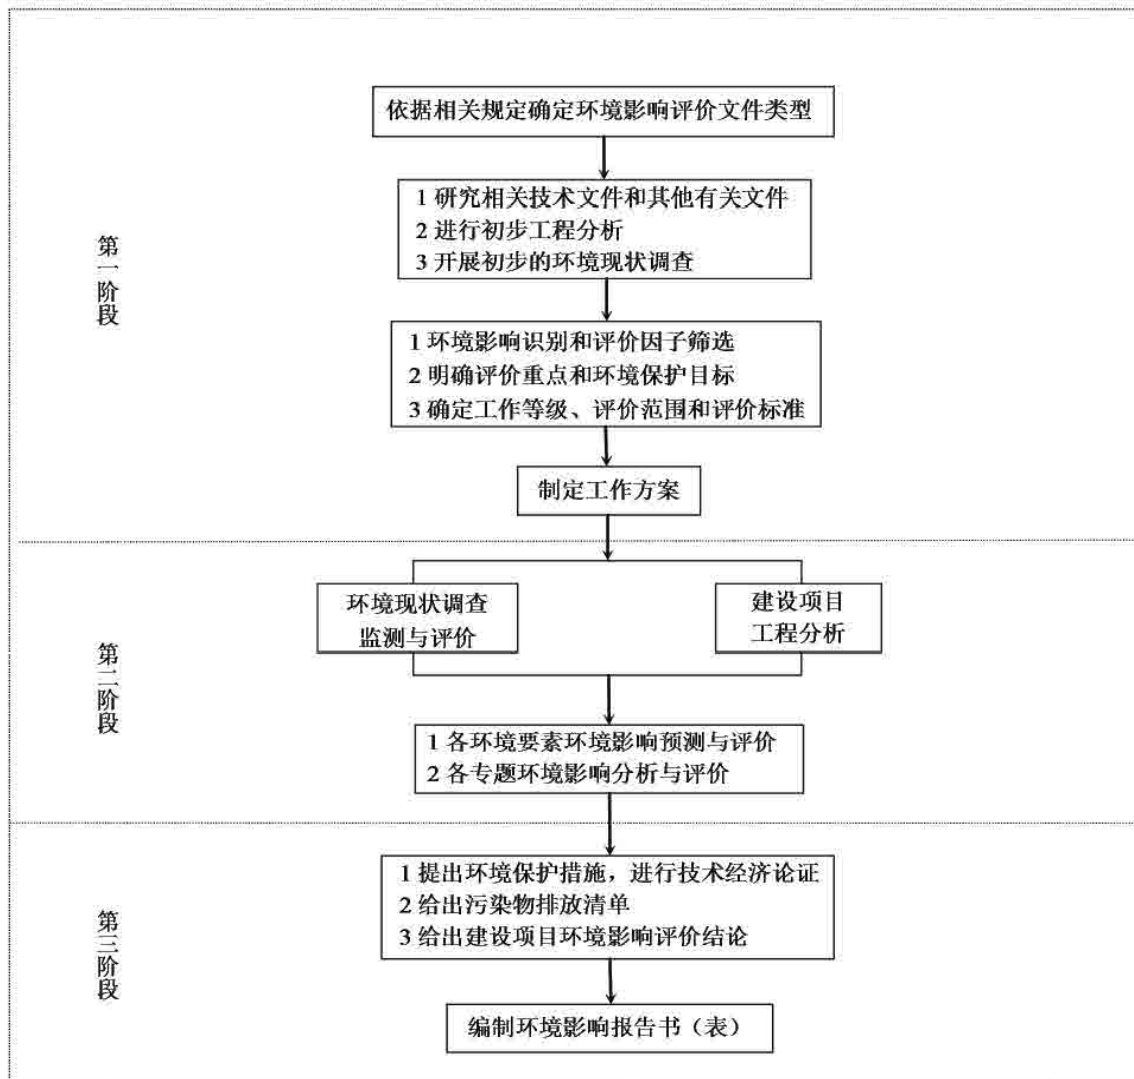 依据相关规定确定环境影响评价文件类型
1 研究相关技术文件和其他有关文件
2 进行初步工程分析
3 开展初步的环境现状调查
第一阶段
1 环境影响识别和评价因子筛选
2 明确评价重点和环境保护目标
3 确定工作等级、评价范围和评价标准
制定工作方案
环境现状调查
监测与评价
建设项目
工程分析
第二阶段
1 各环境要素环境影响预测与评价
2 各专题环境影响分析与评价
1 提出环境保护措施，进行技术经济论证
2 给出污染物排放清单
3 给出建设项目环境影响评价结论
第三阶段
编制环境影响报告书（表）